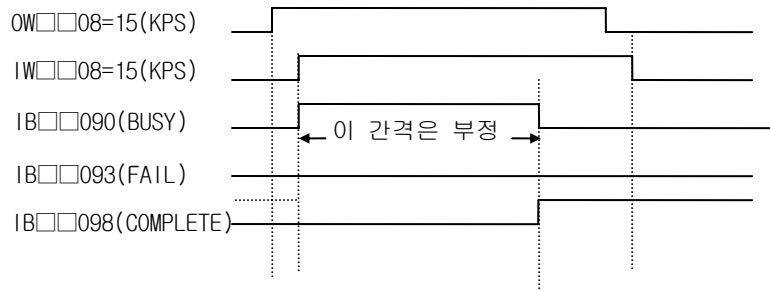 OW□□08=15(KPS)
IW□□08=15(KPS)
IB□□090(BUSY)
이 간격은 부정
IB□□093(FAIL)
IB□□098(COMPLETE)